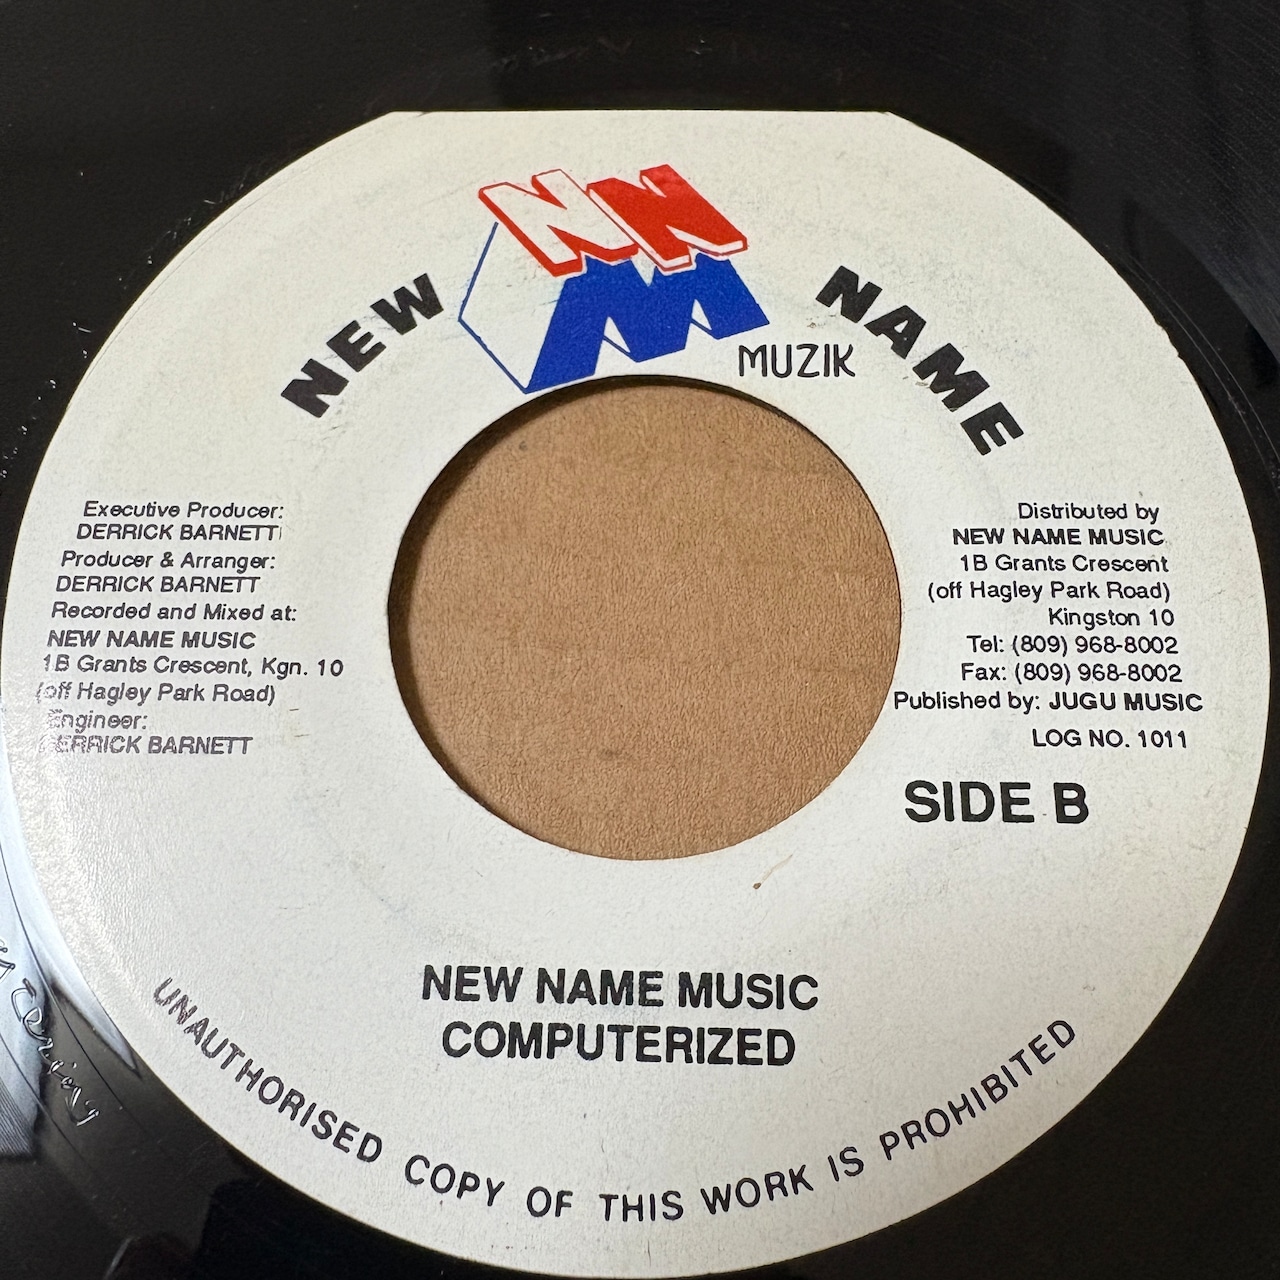 NEW NAME
NNM
MUZIK
Executive Producer:
DERRICK BARNETT
Producer & Arranger:
DERRICK BARNETT
Recorded and Mixed at:
NEW NAME MUSIC
1B Grants Crescent, Kgn. 10
(off Hagley Park Road)
Engineer:
DERRICK BARNETT
Distributed by
NEW NAME MUSIC
1B Grants Crescent
(off Hagley Park Road)
Kingston 10
Tel: (809) 968-8002
Fax: (809) 968-8002
Published by: JUGU MUSIC
LOG NO. 1011
SIDE B
NEW NAME MUSIC
COMPUTERIZED
UNAUTHORISED COPY OF THIS WORK IS PROHIBITED